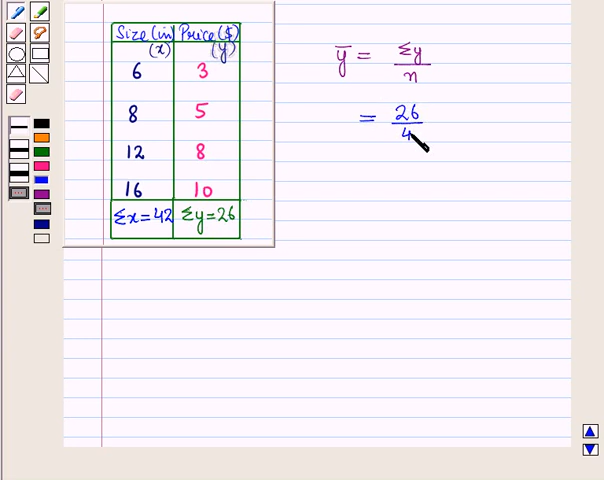 Size(in) Price($)
(x) (y)
6 3
8 5
12 8
16 10
Σx=42 Σy=26
y̅ = Σy/n
= 26/4